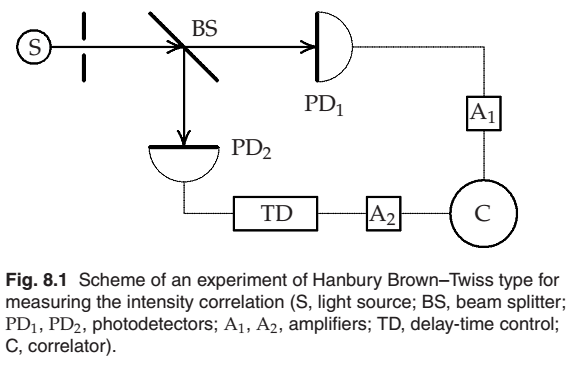 S
BS
PD₁
A₁
PD₂
TD
A₂
C
Fig. 8.1 Scheme of an experiment of Hanbury Brown–Twiss type for
measuring the intensity correlation (S, light source; BS, beam splitter;
PD₁, PD₂, photodetectors; A₁, A₂, amplifiers; TD, delay-time control;
C, correlator).